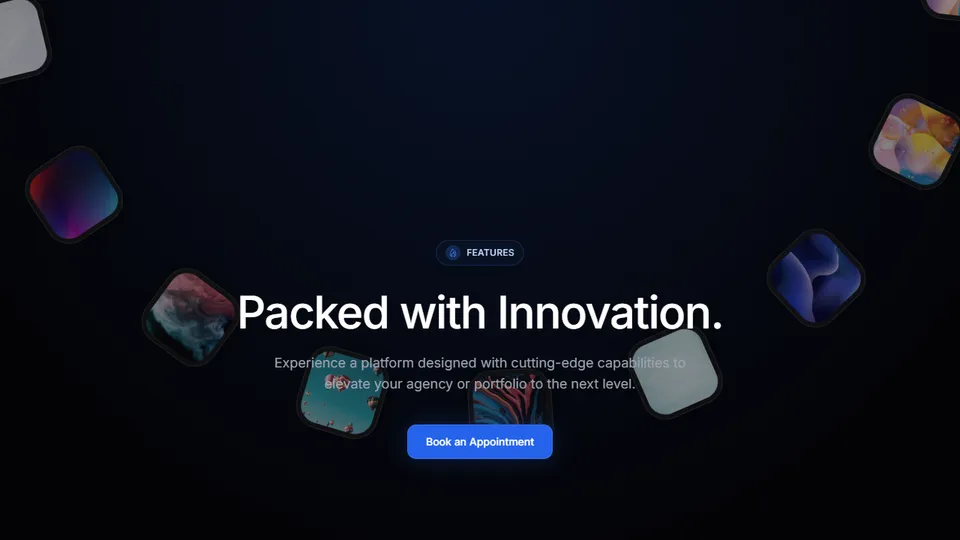 FEATURES
Packed with Innovation.
Experience a platform designed with cutting-edge capabilities to
elevate your agency or portfolio to the next level.
Book an Appointment